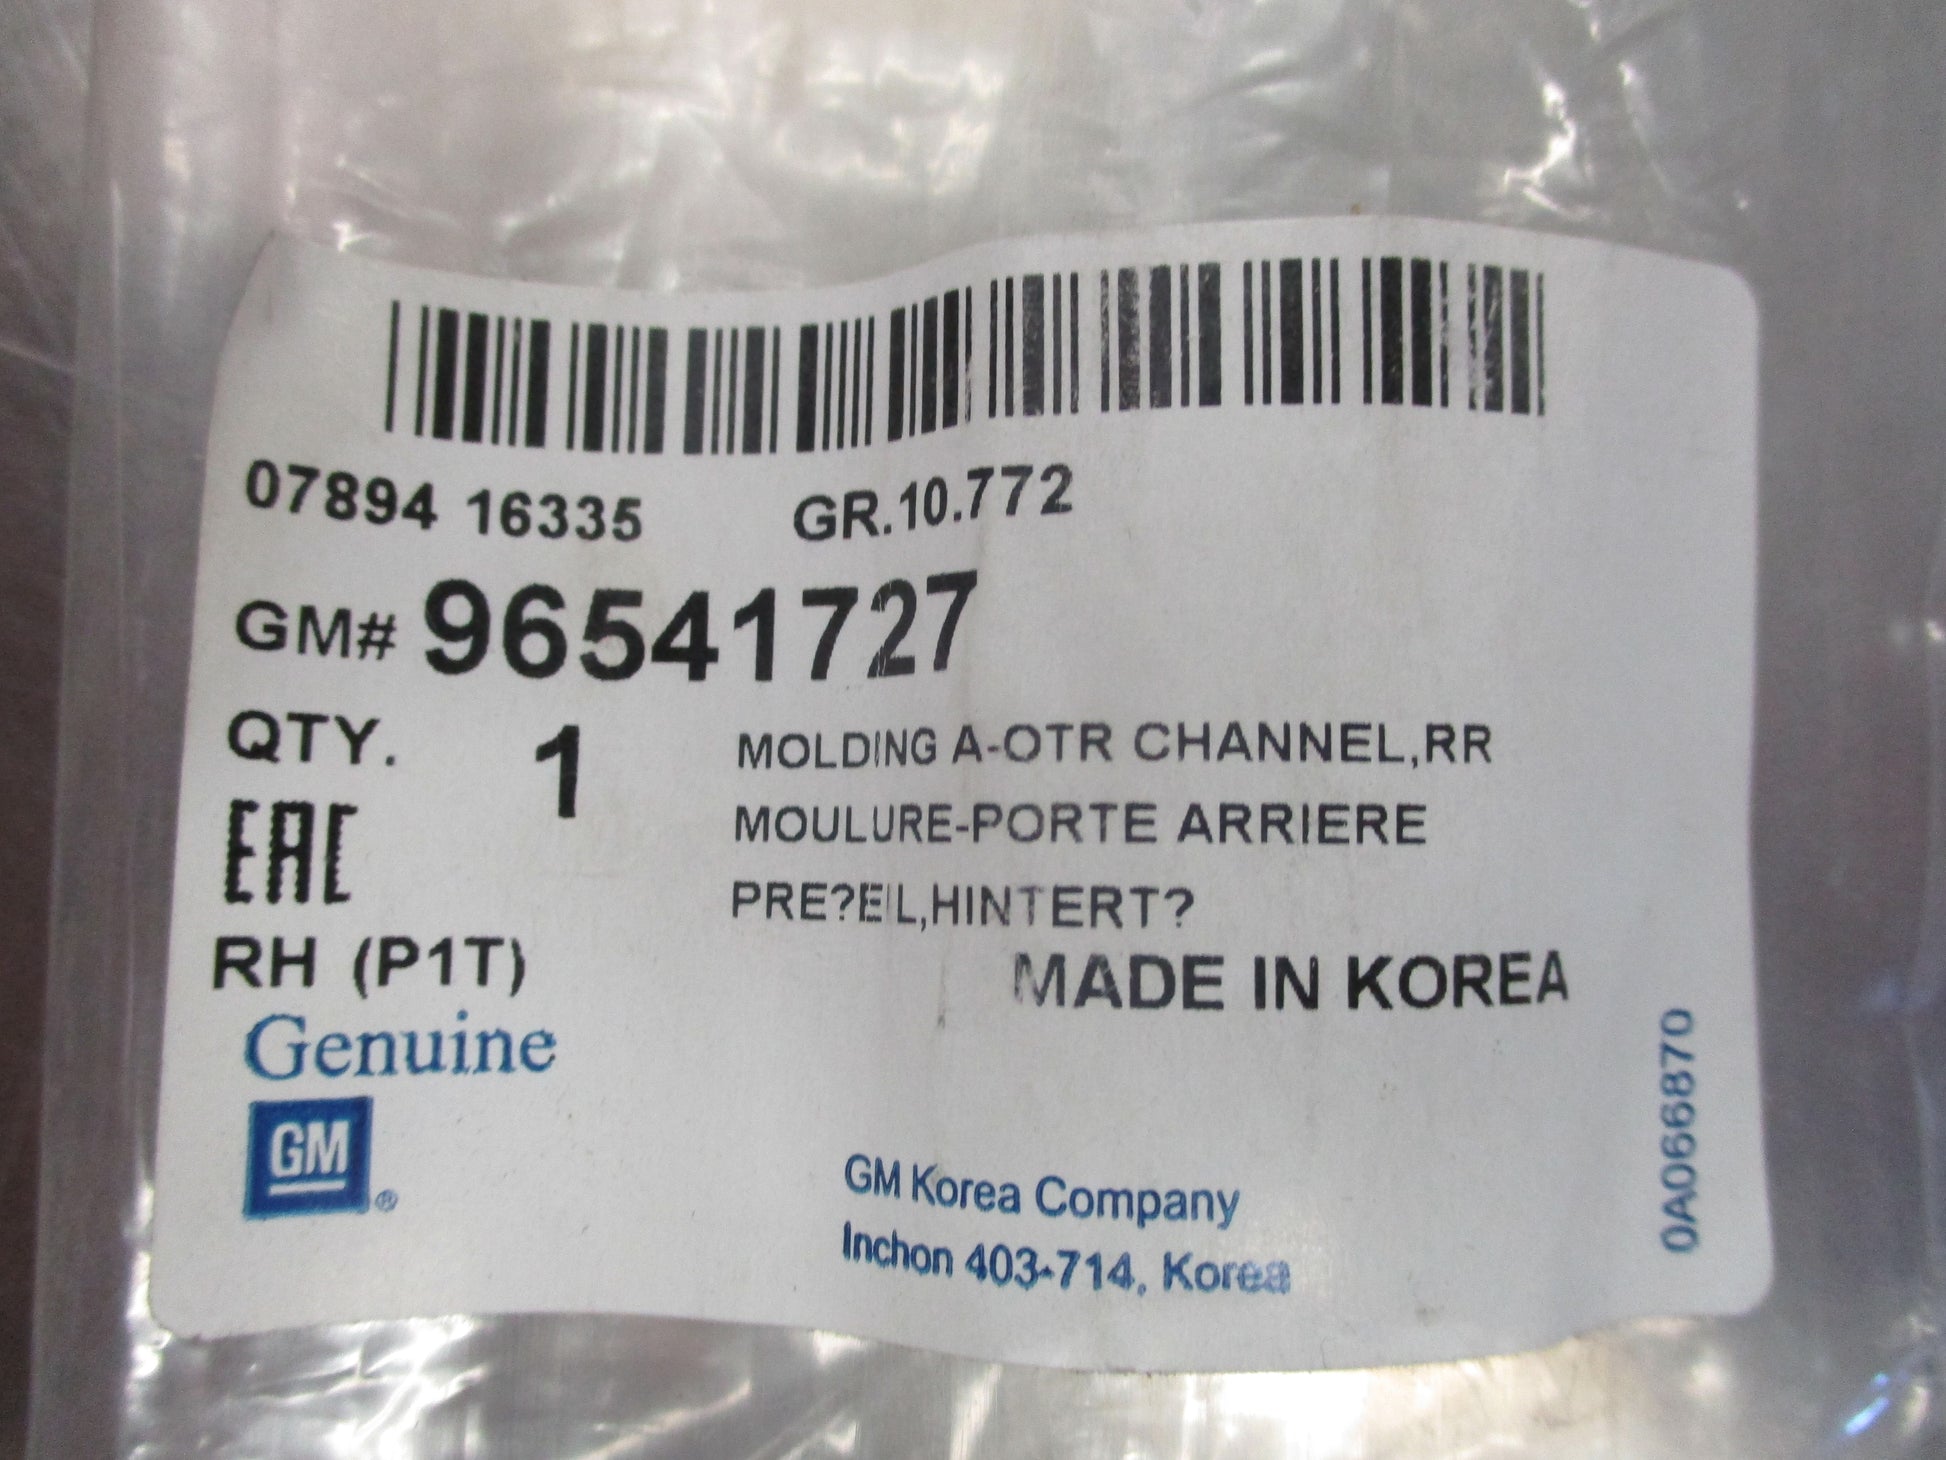 07894 16335 GR.10.772
GM# 96541727
QTY. 1
MOLDING A-OTR CHANNEL,RR
MOULURE-PORTE ARRIERE
PRE?EIL,HINTERT?
EAC
RH (P1T)
MADE IN KOREA
Genuine
GM®
GM Korea Company
Inchon 403-714, Korea
0A066870